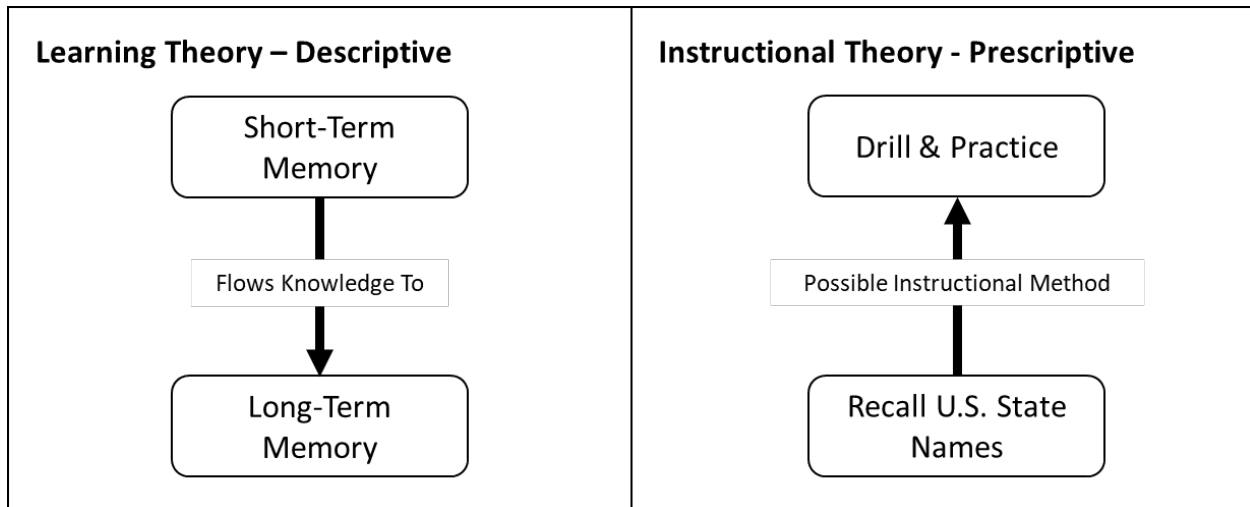 Learning Theory – Descriptive
Short-Term
Memory
Flows Knowledge To
Long-Term
Memory
Instructional Theory - Prescriptive
Drill & Practice
Possible Instructional Method
Recall U.S. State
Names